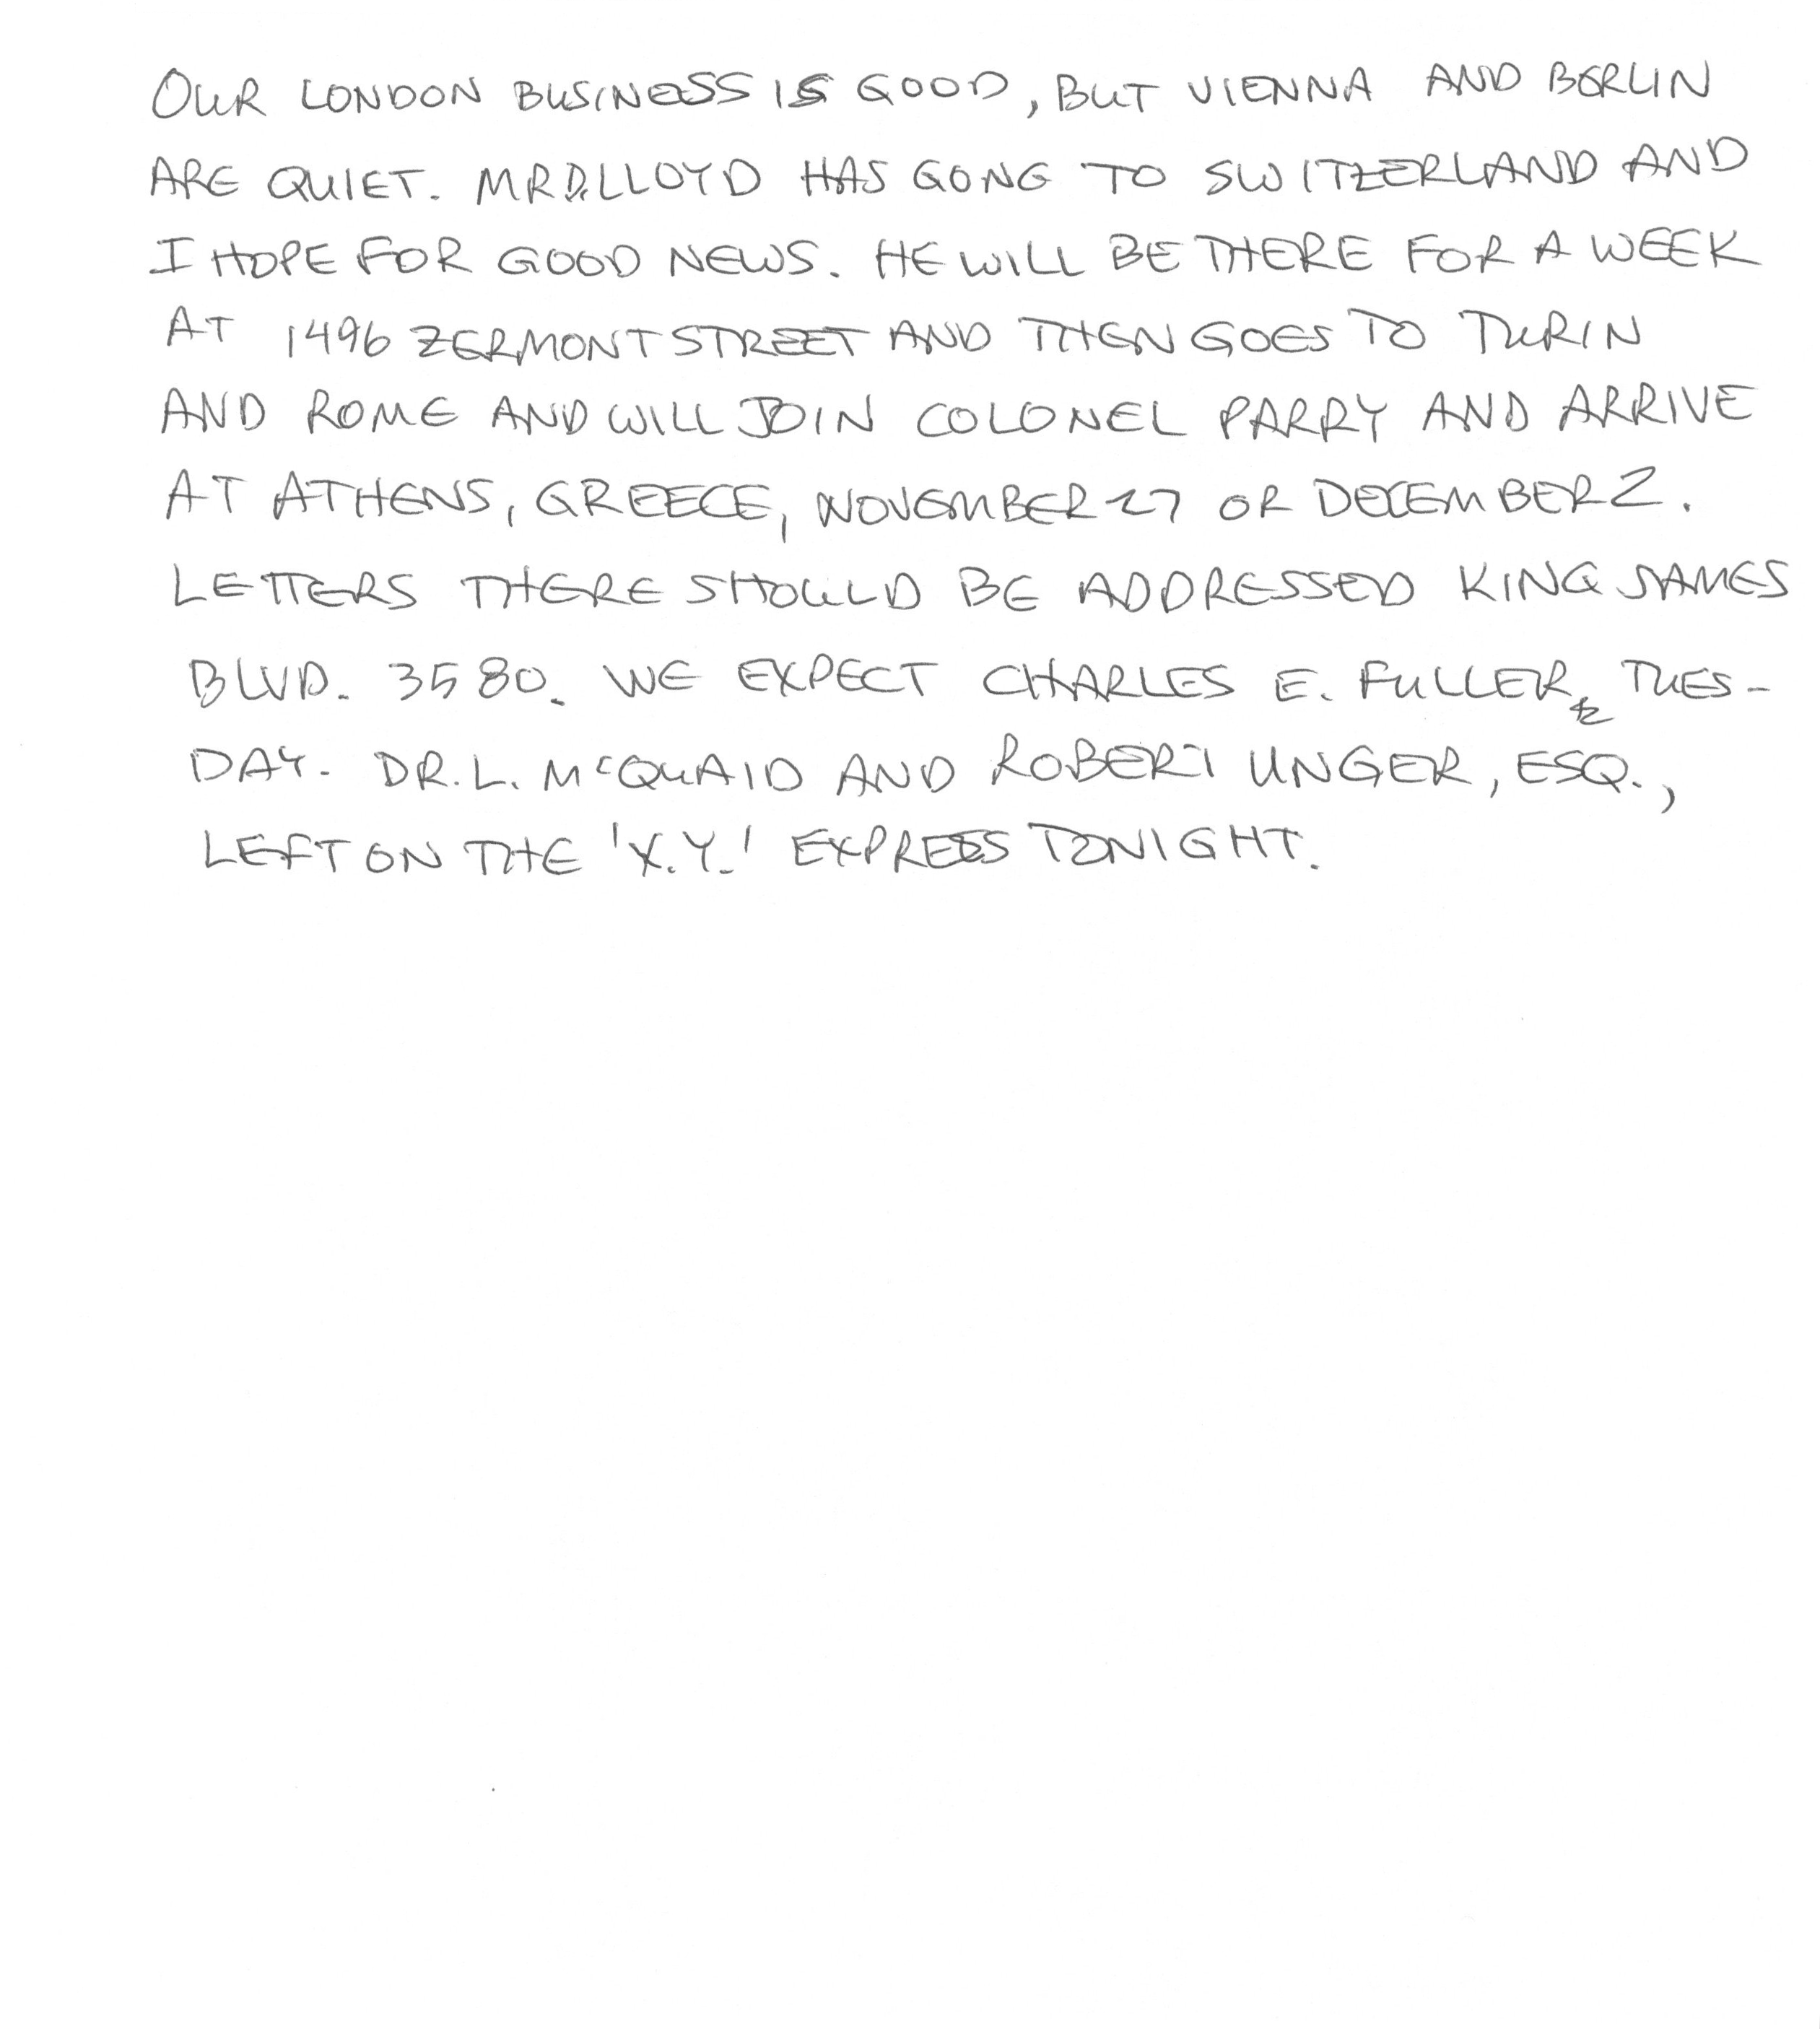 OUR LONDON BUSINESS IS GOOD, BUT VIENNA AND BERLIN
ARE QUIET. MR D. LLOYD HAS GONG TO SWITZERLAND AND
I HOPE FOR GOOD NEWS. HE WILL BE THERE FOR A WEEK
AT 1496 ZERMONT STREET AND THEN GOES TO TURIN
AND ROME AND WILL JOIN COLONEL PARRY AND ARRIVE
AT ATHENS, GREECE, NOVEMBER 27 OR DECEMBER 2.
LETTERS THERE SHOULD BE ADDRESSED KING JAMES
BLVD. 3580. WE EXPECT CHARLES E. FULLER, TUES-
DAY. DR. L. McQUAID AND ROBERT UNGER, ESQ.,
LEFT ON THE 'X.Y.' EXPRESS TONIGHT.